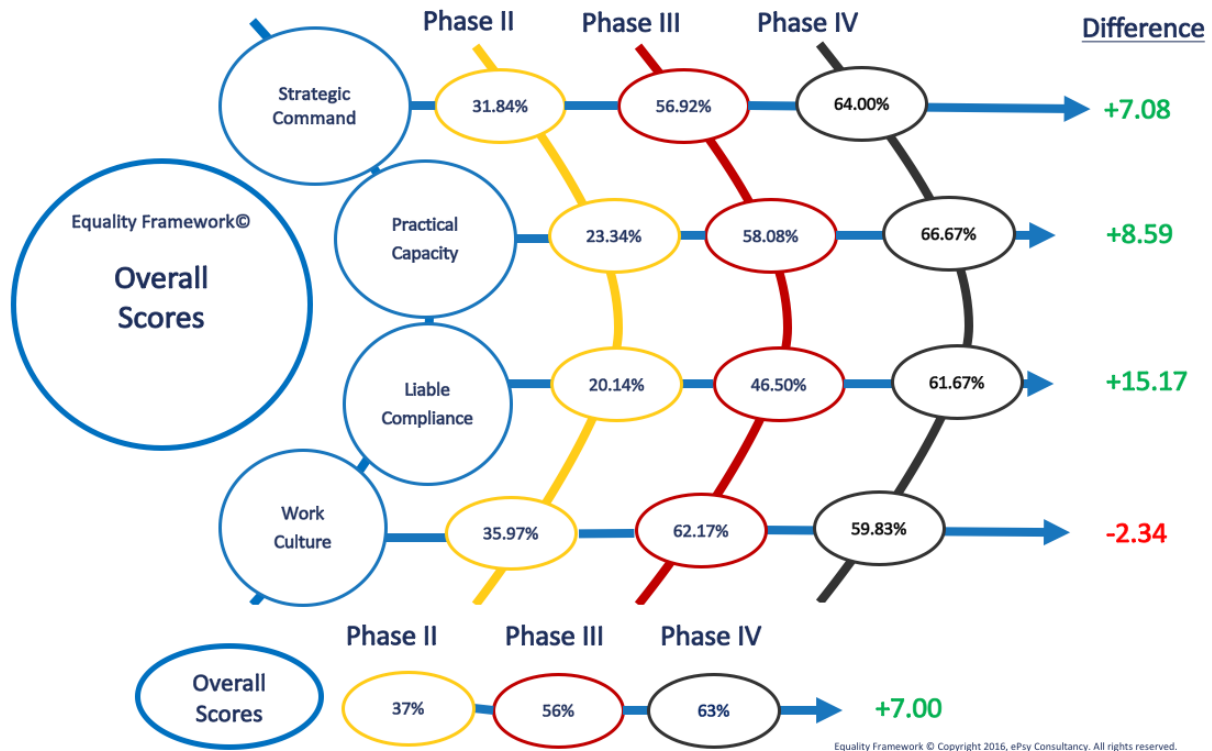 Phase II
Phase III
Phase IV
Difference
Strategic
Command
31.84%
56.92%
64.00%
+7.08
Equality Framework©
Overall
Scores
Practical
Capacity
23.34%
58.08%
66.67%
+8.59
Liable
Compliance
20.14%
46.50%
61.67%
+15.17
Work
Culture
35.97%
62.17%
59.83%
-2.34
Phase II
Phase III
Phase IV
Overall
Scores
37%
56%
63%
+7.00
Equality Framework © Copyright 2016, ePsy Consultancy. All rights reserved.